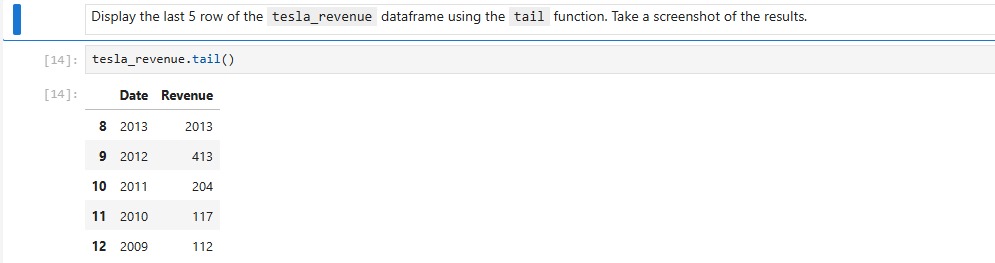 Display the last 5 row of the tesla_revenue dataframe using the tail function. Take a screenshot of the results.
[14]: tesla_revenue.tail()
[14]: Date Revenue
8 2013 2013
9 2012 413
10 2011 204
11 2010 117
12 2009 112